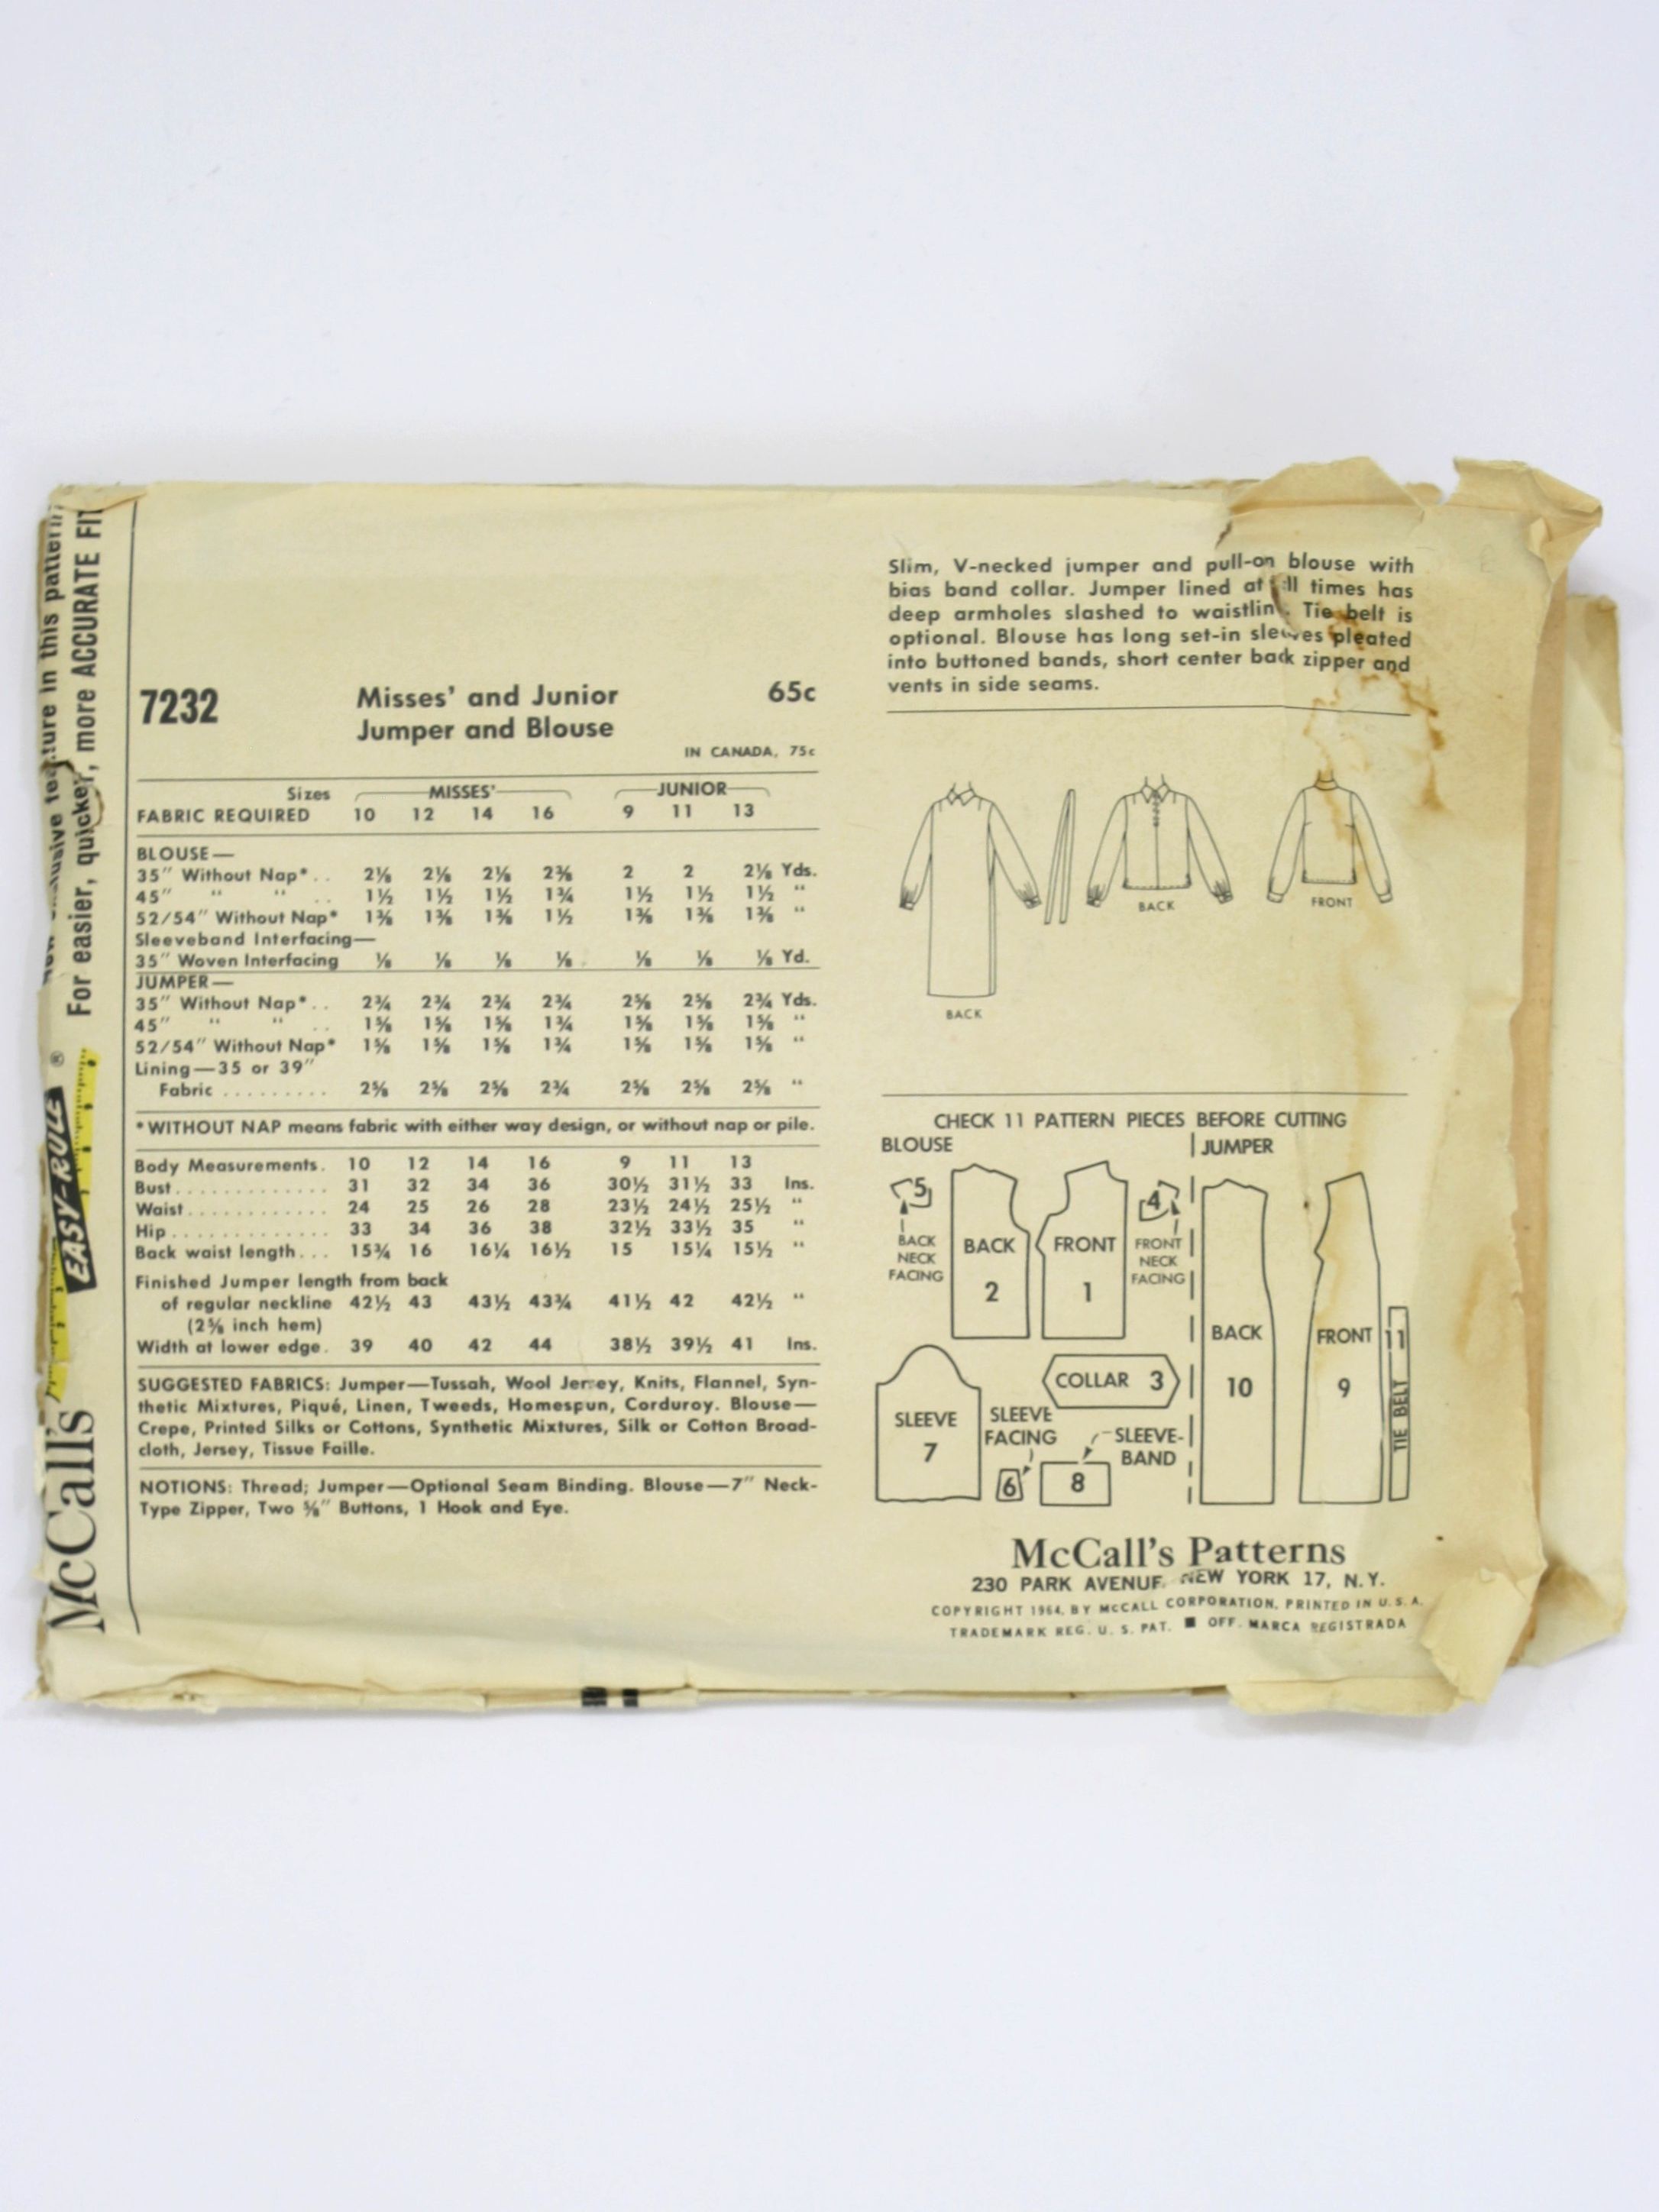 New exclusive feature in this pattern
For easier, quicker, more ACCURATE FIT
McCall's EASY-RULE ®
7232 Misses' and Junior 65c
Jumper and Blouse
IN CANADA, 75c
Sizes MISSES' JUNIOR
FABRIC REQUIRED 10 12 14 16 9 11 13
BLOUSE—
35" Without Nap*.. 2⅛ 2⅛ 2⅛ 2⅜ 2 2 2⅛ Yds.
45" " " .. 1½ 1½ 1½ 1¾ 1½ 1½ 1½ "
52/54" Without Nap* 1⅜ 1⅜ 1⅜ 1½ 1⅜ 1⅜ 1⅜ "
Sleeveband Interfacing—
35" Woven Interfacing ⅛ ⅛ ⅛ ⅛ ⅛ ⅛ ⅛ Yd.
JUMPER—
35" Without Nap*.. 2¾ 2¾ 2¾ 2¾ 2⅝ 2⅝ 2¾ Yds.
45" " " .. 1⅝ 1⅝ 1⅝ 1¾ 1⅝ 1⅝ 1⅝ "
52/54" Without Nap* 1⅝ 1⅝ 1⅝ 1¾ 1⅝ 1⅝ 1⅝ "
Lining—35 or 39"
Fabric ......... 2⅝ 2⅝ 2⅝ 2¾ 2⅝ 2⅝ 2⅝ "
*WITHOUT NAP means fabric with either way design, or without nap or pile.
Body Measurements. 10 12 14 16 9 11 13
Bust............. 31 32 34 36 30½ 31½ 33 Ins.
Waist............ 24 25 26 28 23½ 24½ 25½ "
Hip............. 33 34 36 38 32½ 33½ 35 "
Back waist length... 15¾ 16 16¼ 16½ 15 15¼ 15½ "
Finished Jumper length from back
of regular neckline 42½ 43 43½ 43¾ 41½ 42 42½ "
(2⅝ inch hem)
Width at lower edge. 39 40 42 44 38½ 39½ 41 Ins.
SUGGESTED FABRICS: Jumper—Tussah, Wool Jersey, Knits, Flannel, Syn-
thetic Mixtures, Piqué, Linen, Tweeds, Homespun, Corduroy. Blouse—
Crepe, Printed Silks or Cottons, Synthetic Mixtures, Silk or Cotton Broad-
cloth, Jersey, Tissue Faille.
NOTIONS: Thread; Jumper—Optional Seam Binding. Blouse—7" Neck-
Type Zipper, Two ⅝" Buttons, 1 Hook and Eye.
Slim, V-necked jumper and pull-on blouse with
bias band collar. Jumper lined at all times has
deep armholes slashed to waistline. Tie belt is
optional. Blouse has long set-in sleeves pleated
into buttoned bands, short center back zipper and
vents in side seams.
BACK
BACK
FRONT
CHECK 11 PATTERN PIECES BEFORE CUTTING
BLOUSE
JUMPER
5
BACK
NECK
FACING
BACK
2
FRONT
1
4
FRONT
NECK
FACING
BACK
10
FRONT
9
11
TIE BELT
SLEEVE
7
COLLAR 3
SLEEVE
FACING
6
SLEEVE-
BAND
8
McCall's Patterns
230 PARK AVENUE, NEW YORK 17, N.Y.
COPYRIGHT 1964, BY McCALL CORPORATION, PRINTED IN U.S.A.
TRADEMARK REG. U. S. PAT. ■ OFF. MARCA REGISTRADA